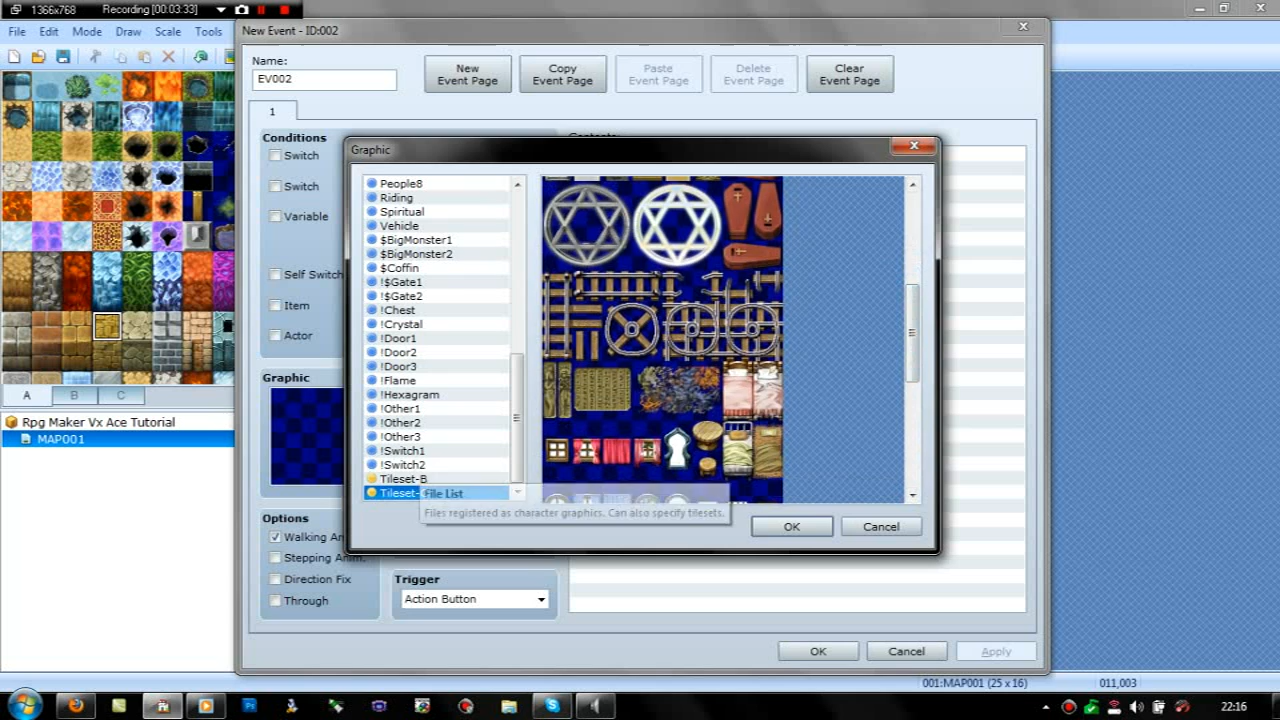 1366x768 Recording [00:03:33]
File Edit Mode Draw Scale Tools
New Event - ID:002
Name:
EV002
New Event Page
Copy Event Page
Paste Event Page
Delete Event Page
Clear Event Page
1
Conditions
Switch
Switch
Variable
Self Switch
Item
Actor
Graphic
Options
Stepping Anim.
Direction Fix
Through
Trigger
Action Button
OK Cancel Apply
Graphic
People8
Riding
Spiritual
Vehicle
$BigMonster1
$BigMonster2
$Coffin
!$Gate1
!$Gate2
!Chest
!Crystal
!Door1
!Door2
!Door3
!Flame
!Hexagram
!Other1
!Other2
!Other3
!Switch1
!Switch2
Tileset-B
Tileset-
File List
Files registered as character graphics. Can also specify tilesets.
OK Cancel
A B C
Rpg Maker Vx Ace Tutorial
MAP001
001:MAP001 (25 x 16) 011,003
22:16